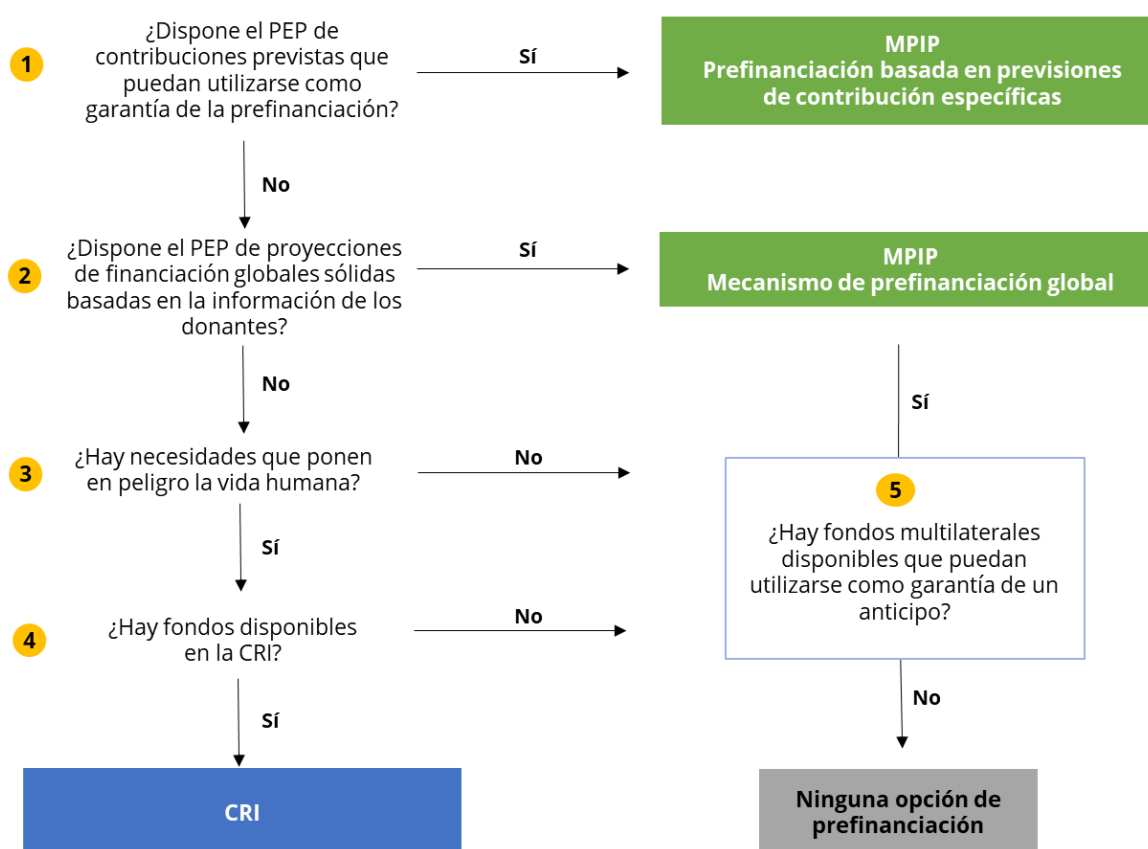 1
¿Dispone el PEP de
contribuciones previstas que
puedan utilizarse como
garantía de la prefinanciación?
Sí
MPIP
Prefinanciación basada en previsiones
de contribución específicas
No
2
¿Dispone el PEP de proyecciones
de financiación globales sólidas
basadas en la información de los
donantes?
Sí
MPIP
Mecanismo de prefinanciación global
No
Sí
3
¿Hay necesidades que ponen
en peligro la vida humana?
No
5
¿Hay fondos multilaterales
disponibles que puedan
utilizarse como garantía de un
anticipo?
Sí
4
¿Hay fondos disponibles
en la CRI?
No
Sí
No
CRI
Ninguna opción de
prefinanciación